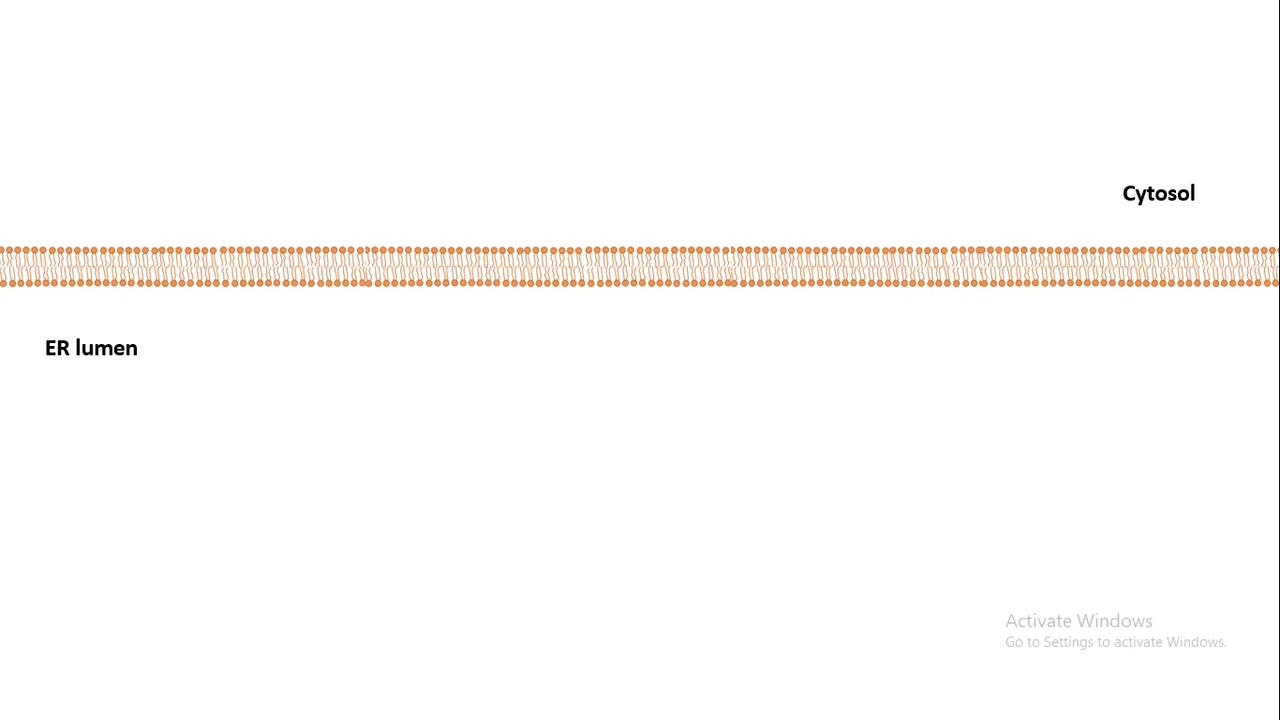 Cytosol
ER lumen
Activate Windows
Go to Settings to activate Windows.